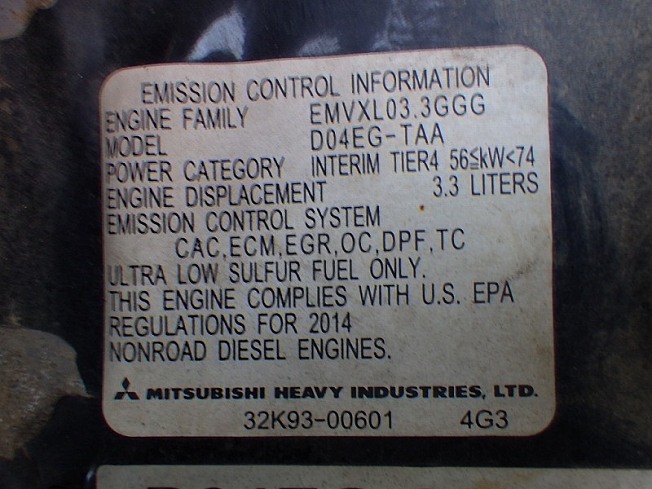 EMISSION CONTROL INFORMATION
ENGINE FAMILY EMVXL03.3GGG
MODEL D04EG-TAA
POWER CATEGORY INTERIM TIER4 56≦kW<74
ENGINE DISPLACEMENT 3.3 LITERS
EMISSION CONTROL SYSTEM
CAC,ECM,EGR,OC,DPF,TC
ULTRA LOW SULFUR FUEL ONLY.
THIS ENGINE COMPLIES WITH U.S. EPA
REGULATIONS FOR 2014
NONROAD DIESEL ENGINES.
MITSUBISHI HEAVY INDUSTRIES, LTD.
32K93-00601 4G3